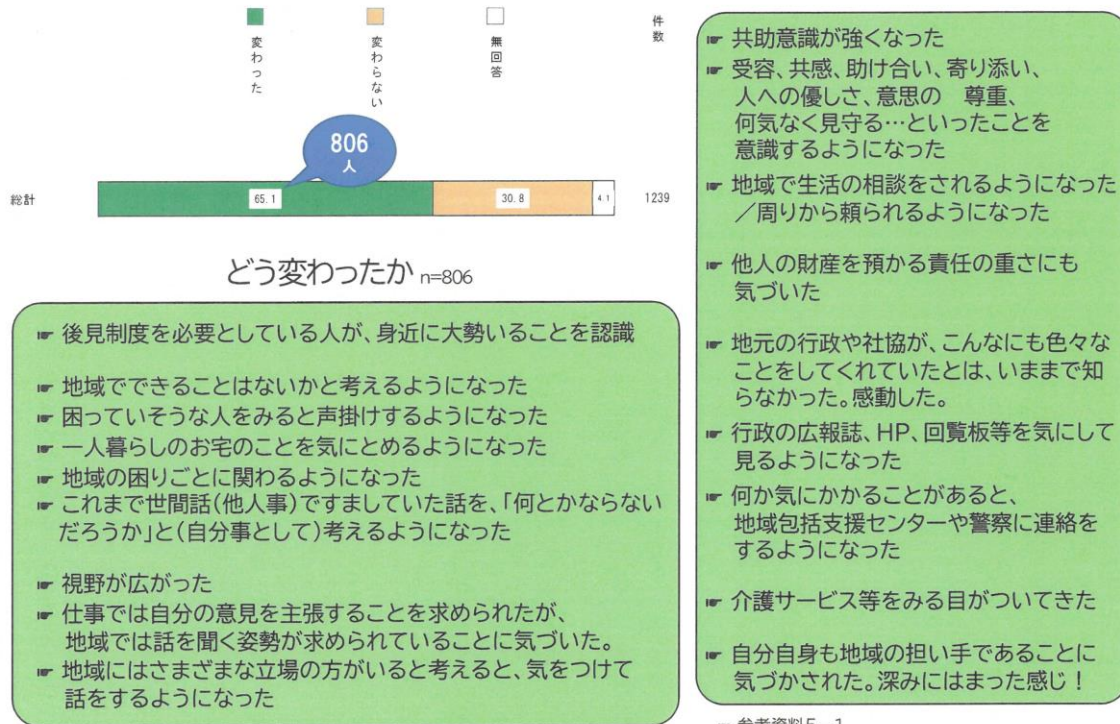 変わった
変わらない
無回答
件数
806
人
総計
65.1
30.8
4.1
1239
どう変わったか n=806
☛ 後見制度を必要としている人が、身近に大勢いることを認識
☛ 地域でできることはないかと考えるようになった
☛ 困っていそうな人をみると声掛けするようになった
☛ 一人暮らしのお宅のことを気にとめるようになった
☛ 地域の困りごとに関わるようになった
☛ これまで世間話(他人事)ですましていた話を、「何とかならない
だろうか」と(自分事として)考えるようになった
☛ 視野が広がった
☛ 仕事では自分の意見を主張することを求められたが、
地域では話を聞く姿勢が求められていることに気づいた。
☛ 地域にはさまざまな立場の方がいると考えると、気をつけて
話をするようになった
☛ 共助意識が強くなった
☛ 受容、共感、助け合い、寄り添い、
人への優しさ、意思の 尊重、
何気なく見守る…といったことを
意識するようになった
☛ 地域で生活の相談をされるようになった
／周りから頼られるようになった
☛ 他人の財産を預かる責任の重さにも
気づいた
☛ 地元の行政や社協が、こんなにも色々な
ことをしてくれていたとは、いままで知
らなかった。感動した。
☛ 行政の広報誌、HP、回覧板等を気にして
見るようになった
☛ 何か気にかかることがあると、
地域包括支援センターや警察に連絡を
するようになった
☛ 介護サービス等をみる目がついてきた
☛ 自分自身も地域の担い手であることに
気づかされた。深みにはまった感じ！